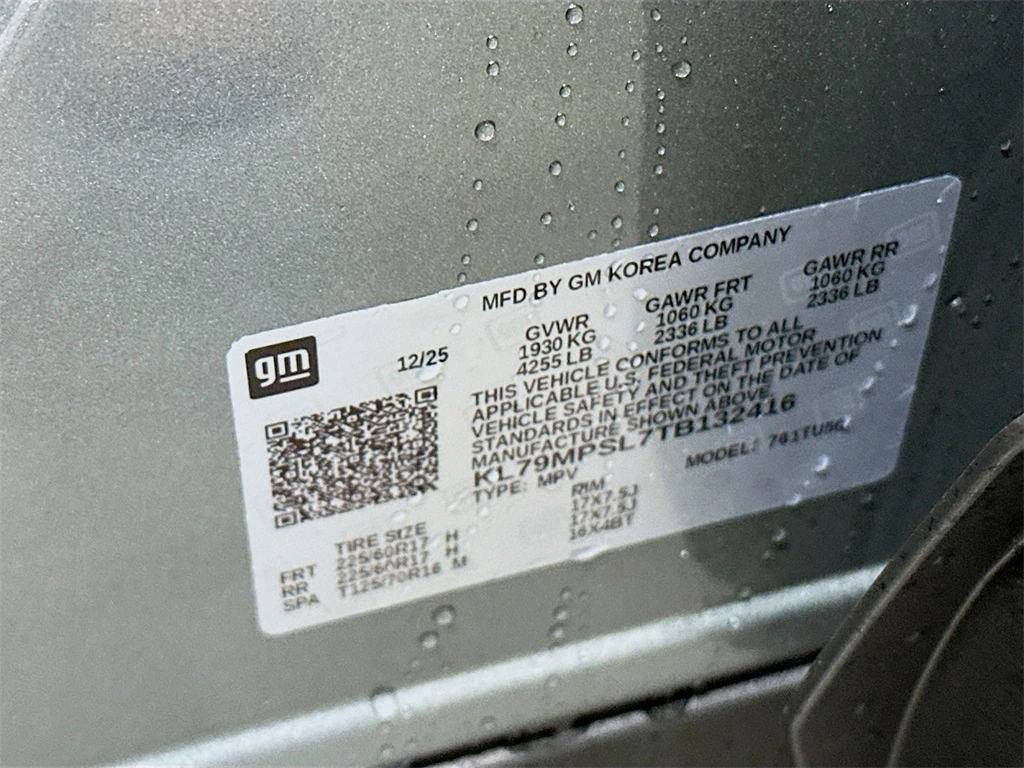 gm
12/25
MFD BY GM KOREA COMPANY
GVWR GAWR FRT GAWR RR
1930 KG 1060 KG 1060 KG
4255 LB 2336 LB 2336 LB
THIS VEHICLE CONFORMS TO ALL
APPLICABLE U.S. FEDERAL MOTOR
VEHICLE SAFETY AND THEFT PREVENTION
STANDARDS IN EFFECT ON THE DATE OF
MANUFACTURE SHOWN ABOVE.
KL79MPSL7TB132416
TYPE: MPV MODEL:
TIRE SIZE RIM
FRT 225/60R17 H 17X7.5J
RR 225/60R17 H 17X7.5J
SPA T125/70R16 M 16X4BT